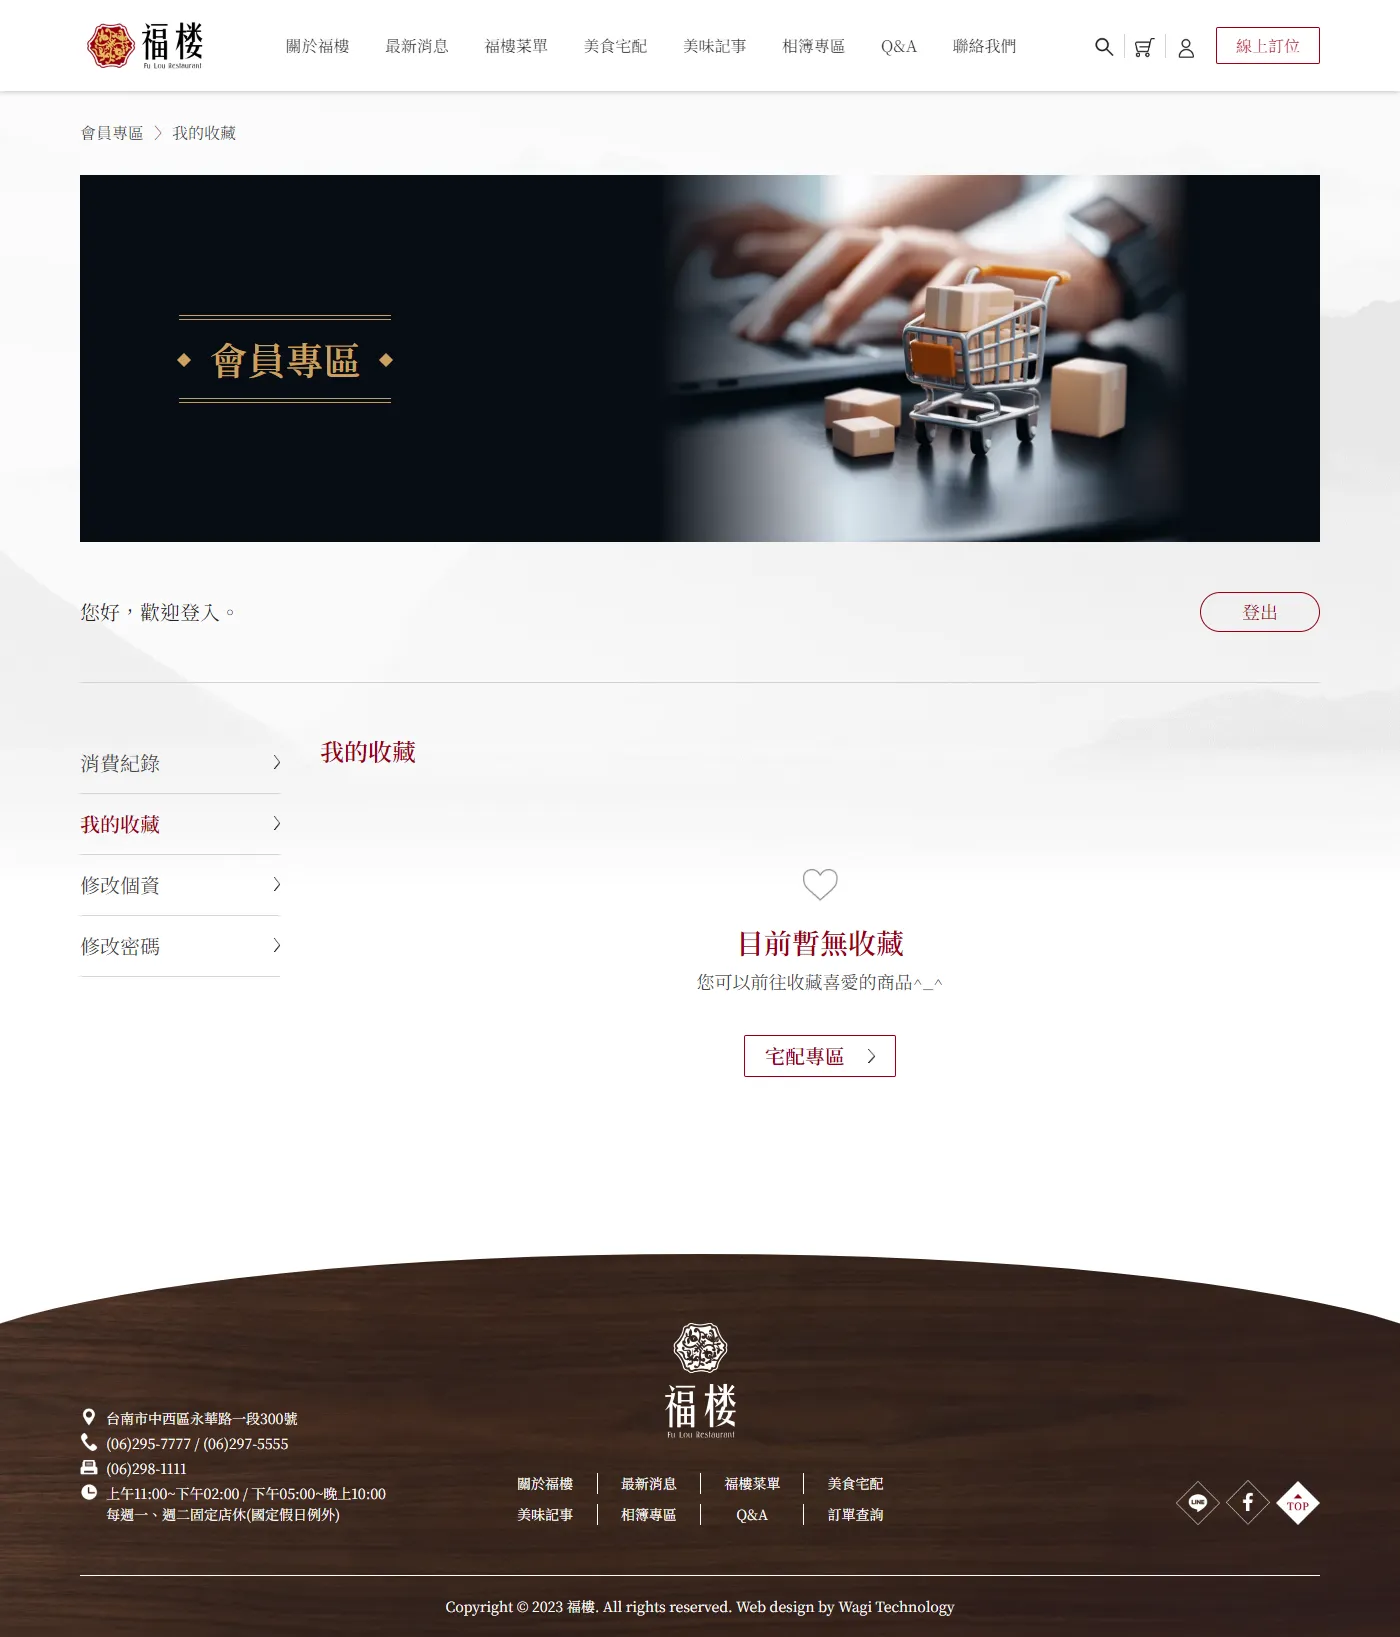 福楼
Fu Lou Restaurant
關於福樓
最新消息
福樓菜單
美食宅配
美味記事
相簿專區
Q&A
聯絡我們
線上訂位
會員專區 > 我的收藏
會員專區
您好，歡迎登入。
登出
消費紀錄
我的收藏
修改個資
修改密碼
我的收藏
目前暫無收藏
您可以前往收藏喜愛的商品^_^
宅配專區
福楼
Fu Lou Restaurant
台南市中西區永華路一段300號
(06)295-7777 / (06)297-5555
(06)298-1111
上午11:00~下午02:00 / 下午05:00~晚上10:00
每週一、週二固定店休(國定假日例外)
關於福樓
最新消息
福樓菜單
美食宅配
美味記事
相簿專區
Q&A
訂單查詢
LINE
TOP
Copyright © 2023 福樓. All rights reserved. Web design by Wagi Technology